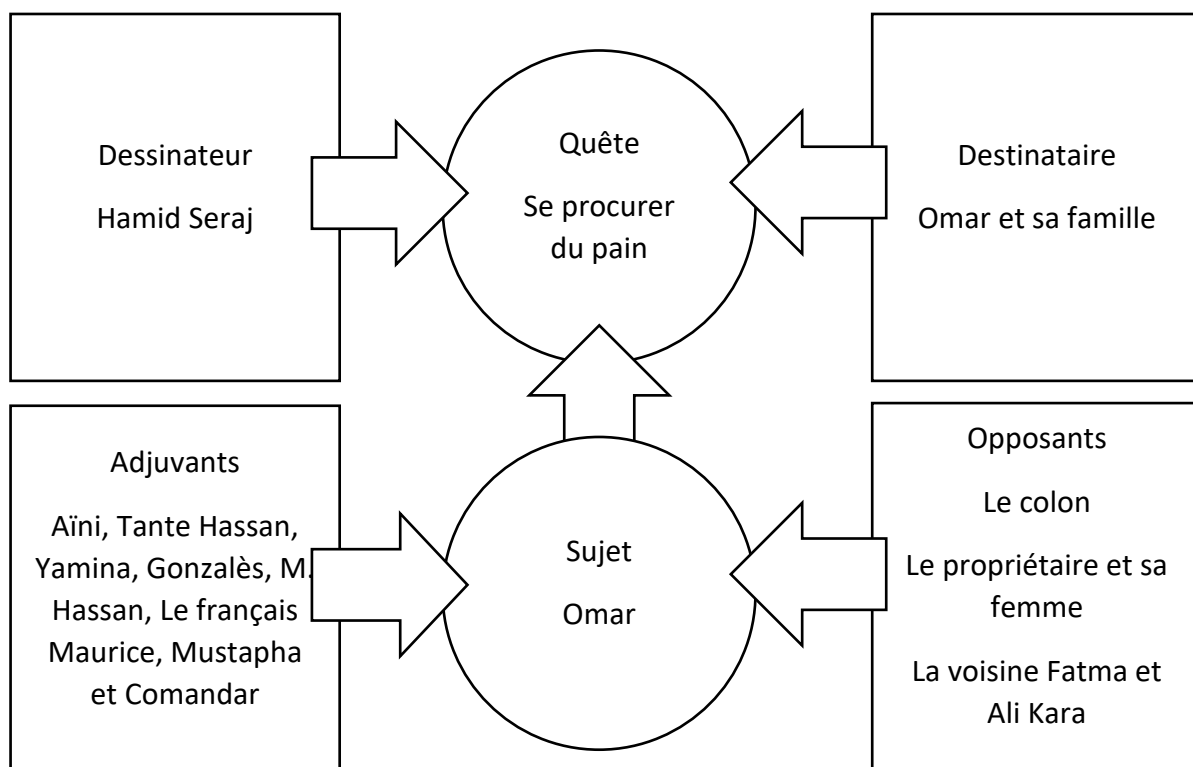 Dessinateur
Hamid Seraj
Quête
Se procurer
du pain
Destinataire
Omar et sa famille
Adjuvants
Aïni, Tante Hassan,
Yamina, Gonzalès, M.
Hassan, Le français
Maurice, Mustapha
et Comandar
Sujet
Omar
Opposants
Le colon
Le propriétaire et sa
femme
La voisine Fatma et
Ali Kara